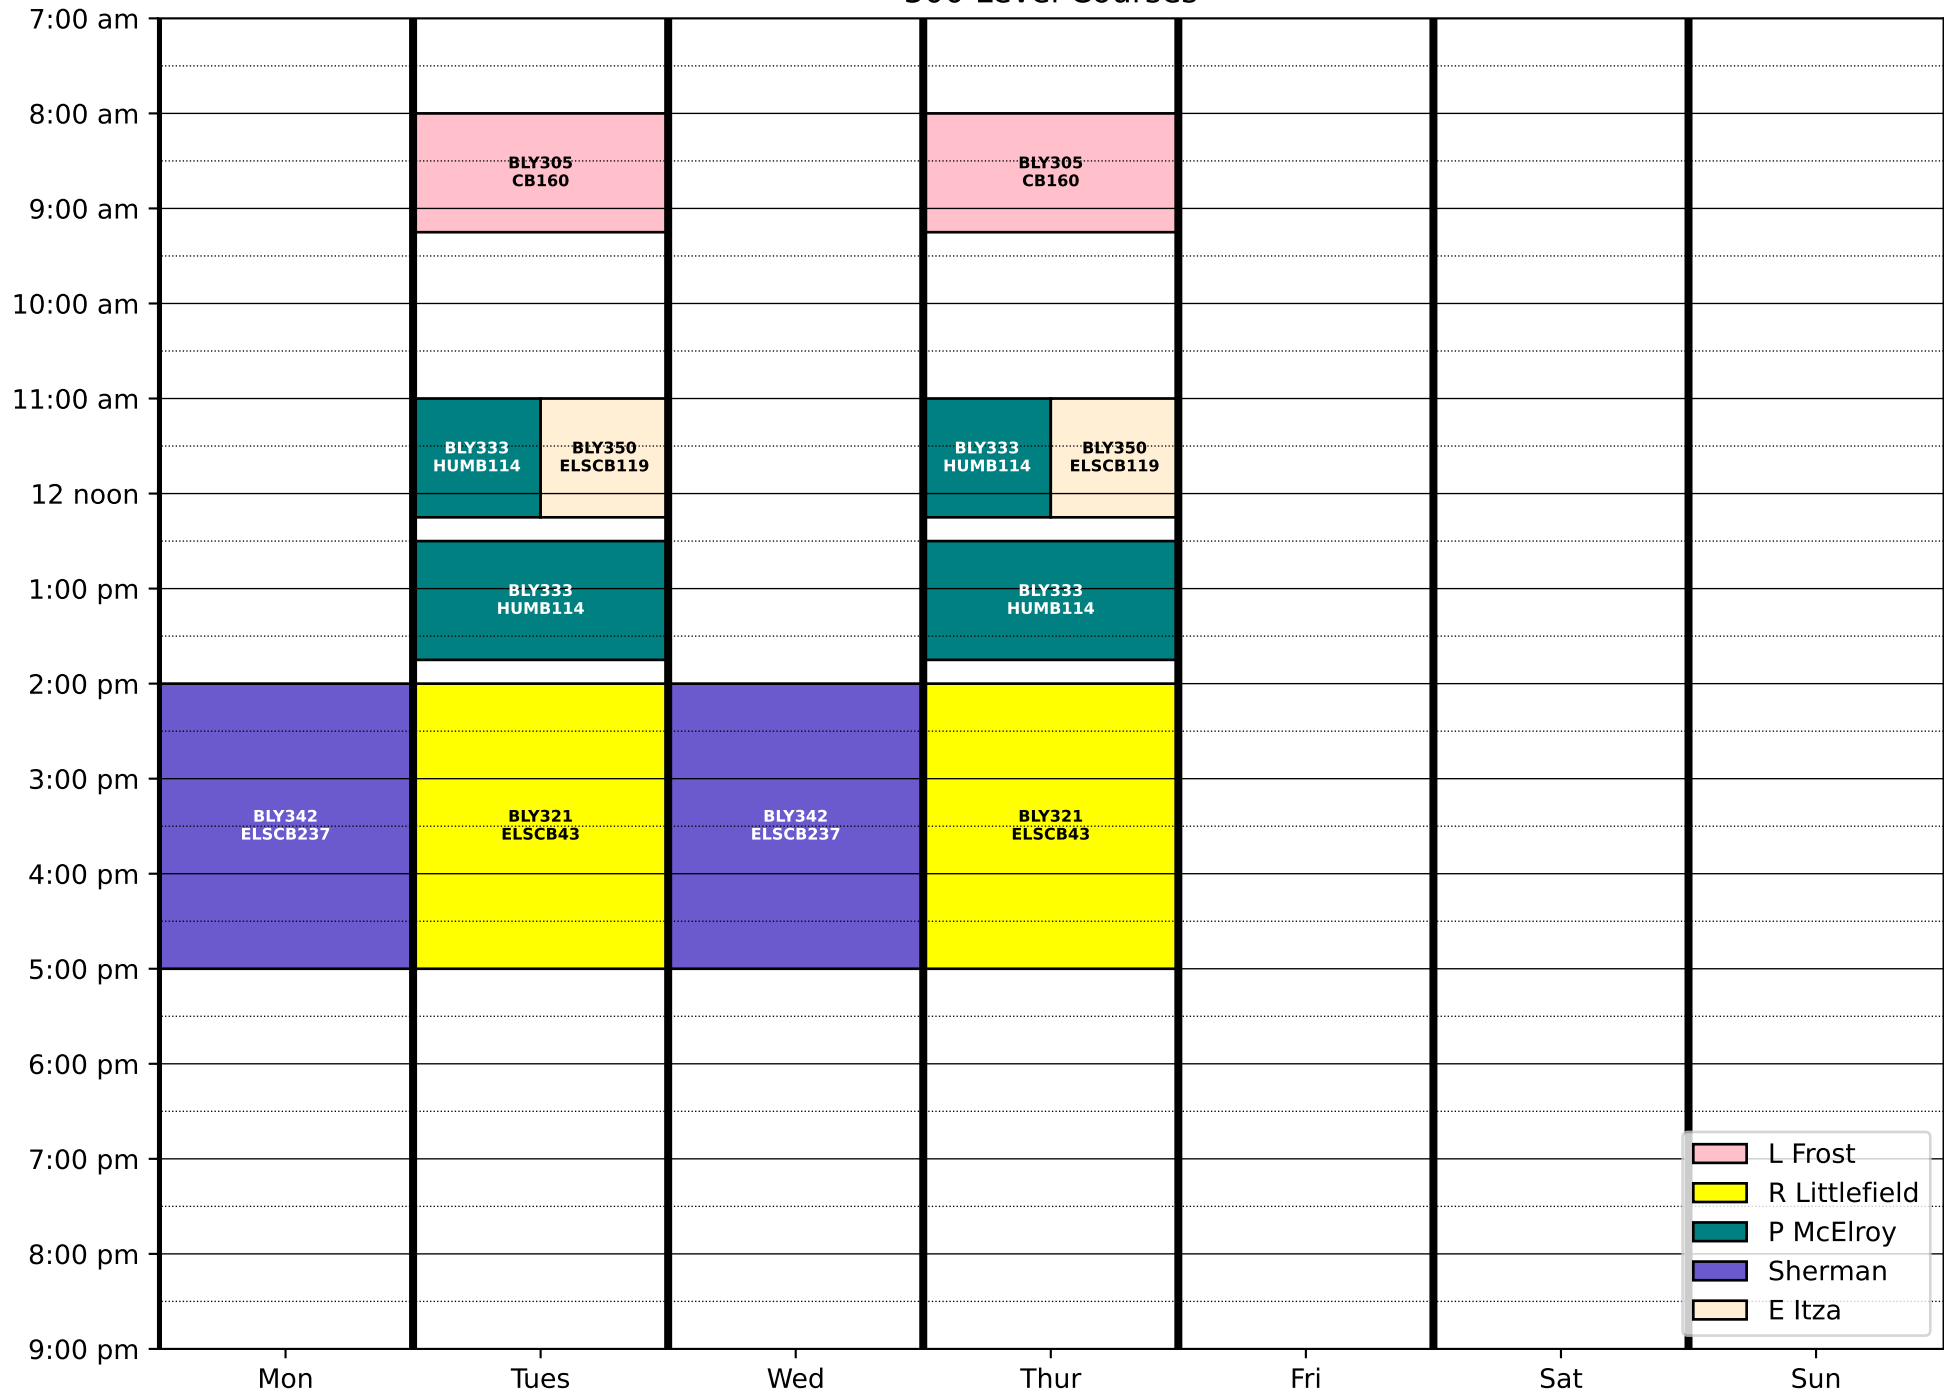 7:00 am
8:00 am
9:00 am
10:00 am
11:00 am
12 noon
1:00 pm
2:00 pm
3:00 pm
4:00 pm
5:00 pm
6:00 pm
7:00 pm
8:00 pm
9:00 pm
BLY305
CB160
BLY305
CB160
BLY333
HUMB114
BLY350
ELSCB119
BLY333
HUMB114
BLY350
ELSCB119
BLY333
HUMB114
BLY333
HUMB114
BLY342
ELSCB237
BLY321
ELSCB43
BLY342
ELSCB237
BLY321
ELSCB43
L Frost
R Littlefield
P McElroy
Sherman
E Itza
Mon
Tues
Wed
Thur
Fri
Sat
Sun